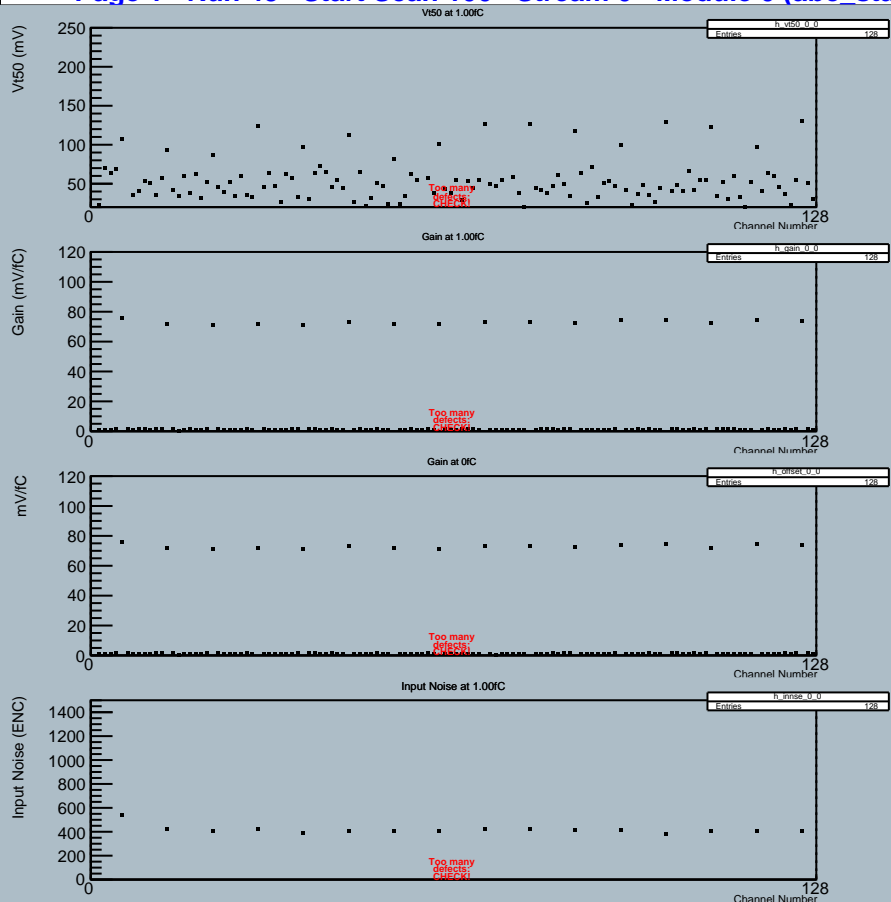 Vt50 at 1.00fC
h_vt50_0_0
Entries 128
Vt50 (mV)
250
200
150
100
50
Too many
defects:
CHECK!
0
128
Channel Number
Gain at 1.00fC
h_gain_0_0
Entries 128
Gain (mV/fC)
120
100
80
60
40
20
0
Too many
defects:
CHECK!
0
128
Channel Number
Gain at 0fC
h_offset_0_0
Entries 128
mV/fC
120
100
80
60
40
20
0
Too many
defects:
CHECK!
0
128
Channel Number
Input Noise at 1.00fC
h_innse_0_0
Entries 128
Input Noise (ENC)
1400
1200
1000
800
600
400
200
0
Too many
defects:
CHECK!
0
128
Channel Number